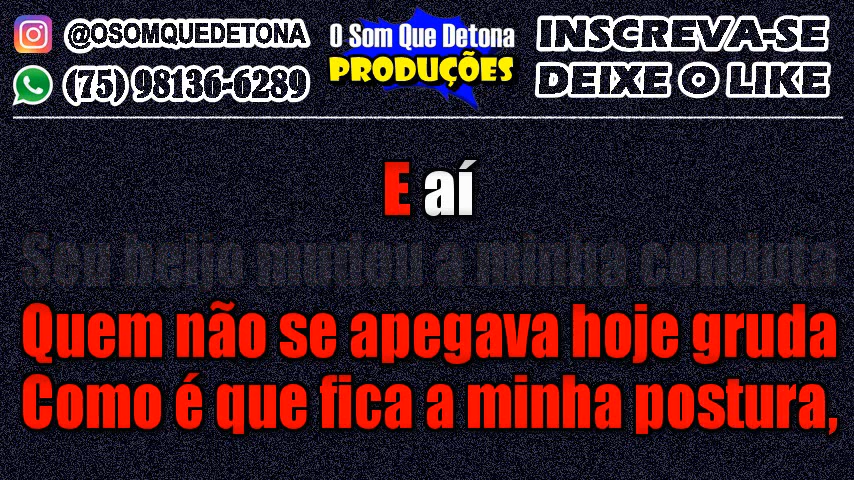 @OSOMQUEDETONA
(75) 98136-6289
O Som Que Detona
PRODUÇÕES
INSCREVA-SE
DEIXE O LIKE
E aí
Seu beijo mudou a minha conduta
Quem não se apegava hoje gruda
Como é que fica a minha postura,